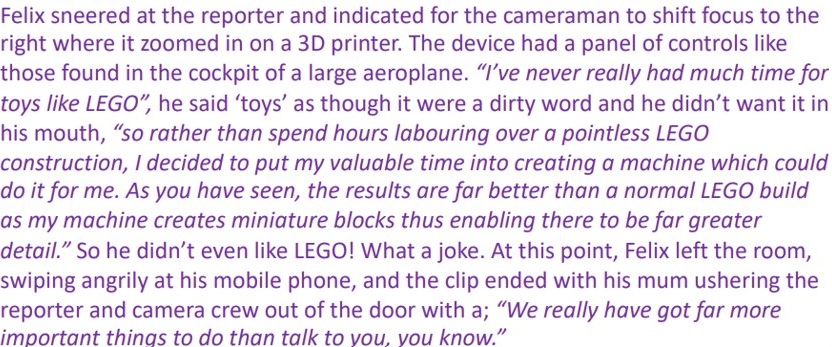 Felix sneered at the reporter and indicated for the cameraman to shift focus to the
right where it zoomed in on a 3D printer. The device had a panel of controls like
those found in the cockpit of a large aeroplane. “I’ve never really had much time for
toys like LEGO”, he said ‘toys’ as though it were a dirty word and he didn’t want it in
his mouth, “so rather than spend hours labouring over a pointless LEGO
construction, I decided to put my valuable time into creating a machine which could
do it for me. As you have seen, the results are far better than a normal LEGO build
as my machine creates miniature blocks thus enabling there to be far greater
detail.” So he didn’t even like LEGO! What a joke. At this point, Felix left the room,
swiping angrily at his mobile phone, and the clip ended with his mum ushering the
reporter and camera crew out of the door with a; “We really have got far more
important things to do than talk to you, you know.”